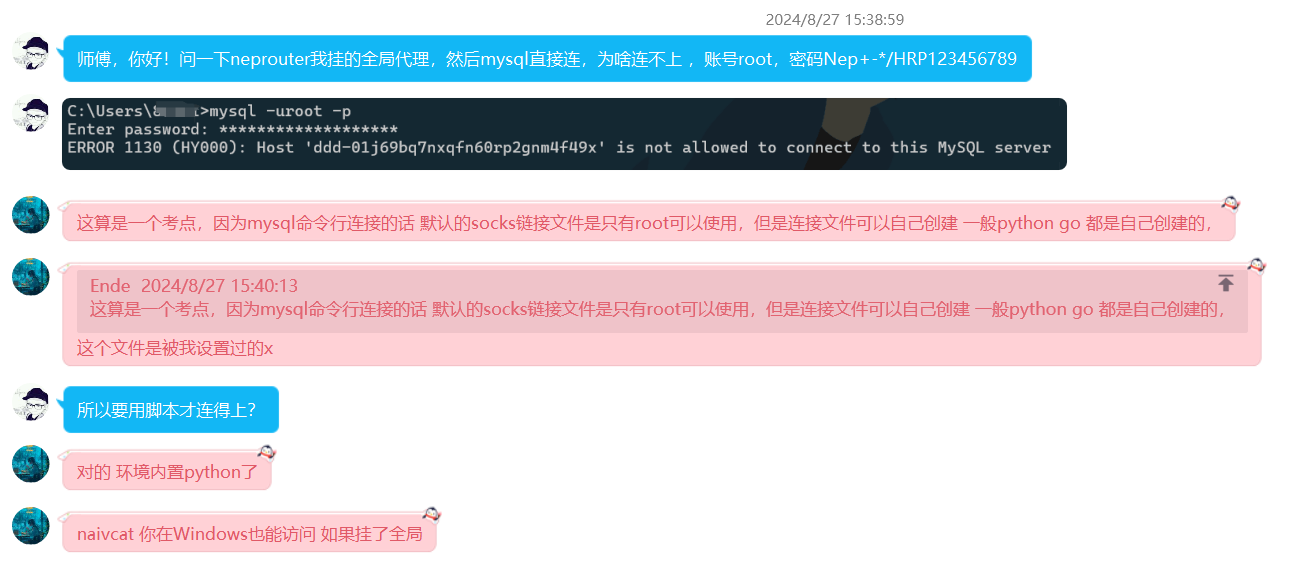 2024/8/27 15:38:59
师傅，你好！问一下neprouter我挂的全局代理，然后mysql直接连，为啥连不上 ，账号root，密码Nep+-*/HRP123456789
C:\Users\>mysql -uroot -p
Enter password: *******************
ERROR 1130 (HY000): Host 'ddd-01j69bq7nxqfn60rp2gnm4f49x' is not allowed to connect to this MySQL server
这算是一个考点，因为mysql命令行连接的话 默认的socks链接文件是只有root可以使用，但是连接文件可以自己创建 一般python go 都是自己创建的，
Ende 2024/8/27 15:40:13
这算是一个考点，因为mysql命令行连接的话 默认的socks链接文件是只有root可以使用，但是连接文件可以自己创建 一般python go 都是自己创建的，
这个文件是被我设置过的x
所以要用脚本才连得上？
对的 环境内置python了
naivcat 你在Windows也能访问 如果挂了全局